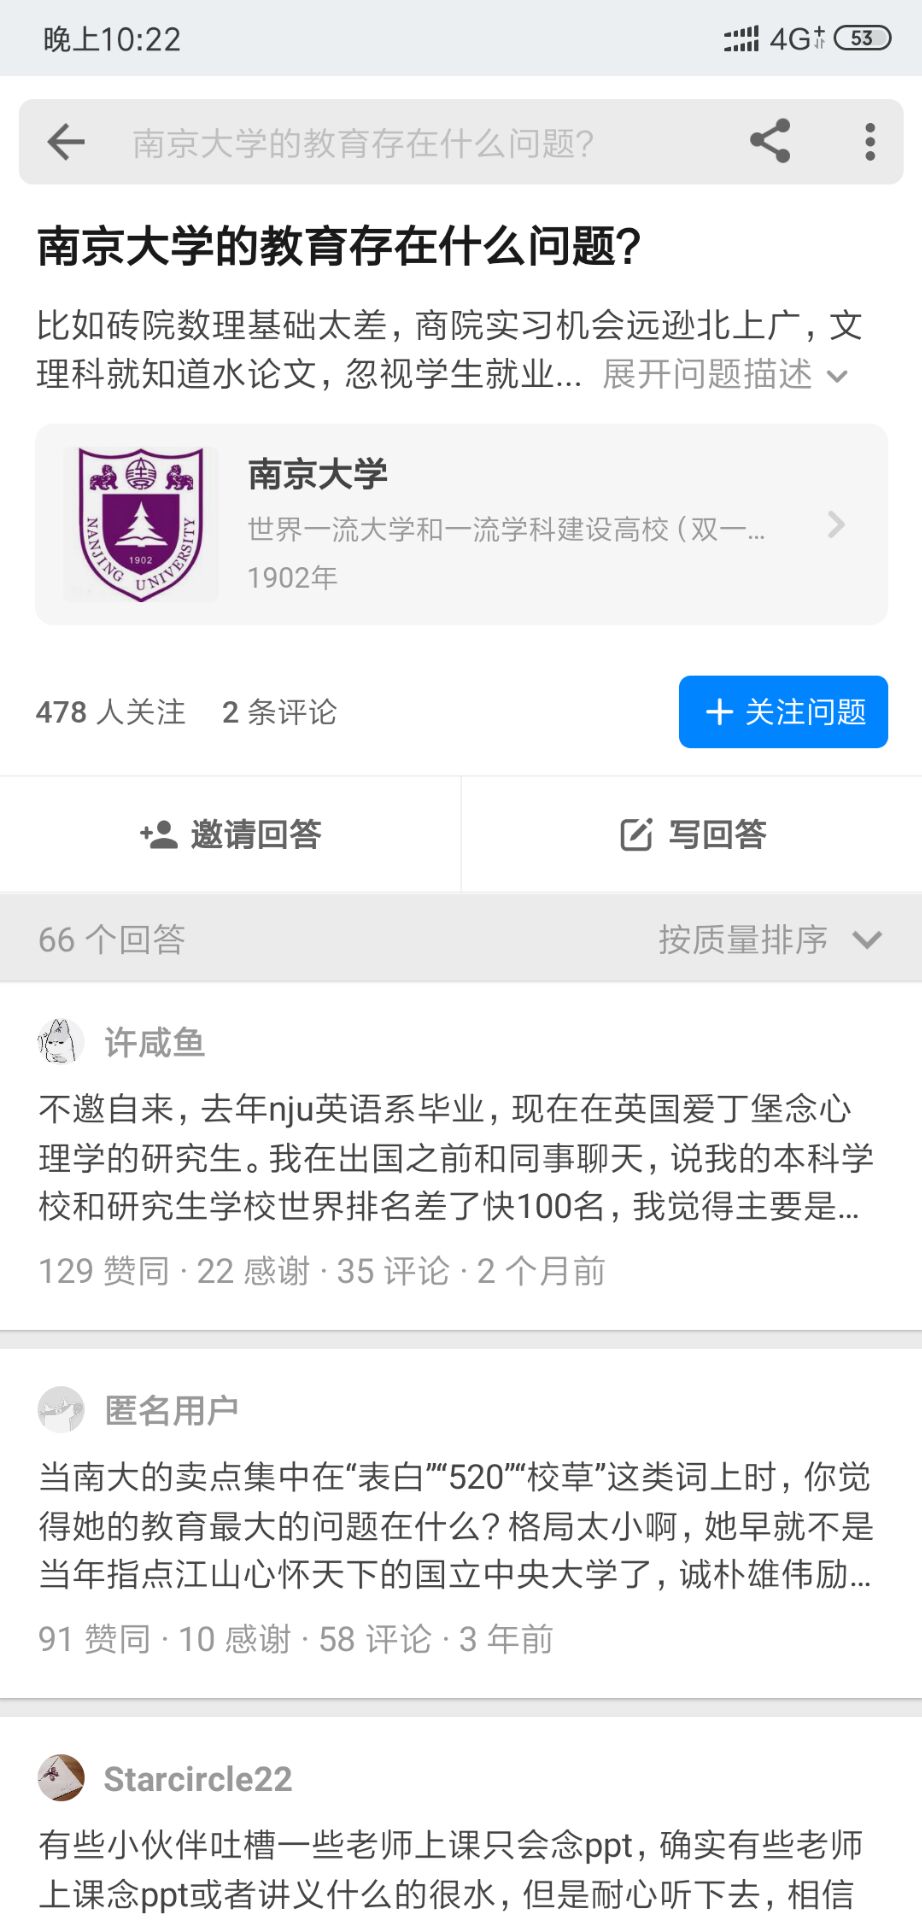 晚上10:22
4G+
53
南京大学的教育存在什么问题?
南京大学的教育存在什么问题?
比如砖院数理基础太差，商院实习机会远逊北上广，文
理科就知道水论文，忽视学生就业... 展开问题描述
NANJING UNIVERSITY
1902
南京大学
世界一流大学和一流学科建设高校（双一...
1902年
478 人关注 2 条评论
关注问题
邀请回答
写回答
66 个回答
按质量排序
许咸鱼
不邀自来，去年nju英语系毕业，现在在英国爱丁堡念心
理学的研究生。我在出国之前和同事聊天，说我的本科学
校和研究生学校世界排名差了快100名，我觉得主要是...
129 赞同 · 22 感谢 · 35 评论 · 2 个月前
匿名用户
当南大的卖点集中在“表白”“520”“校草”这类词上时，你觉
得她的教育最大的问题在什么？格局太小啊，她早就不是
当年指点江山心怀天下的国立中央大学了，诚朴雄伟励...
91 赞同 · 10 感谢 · 58 评论 · 3 年前
Starcircle22
有些小伙伴吐槽一些老师上课只会念ppt，确实有些老师
上课念ppt或者讲义什么的很水，但是耐心听下去，相信